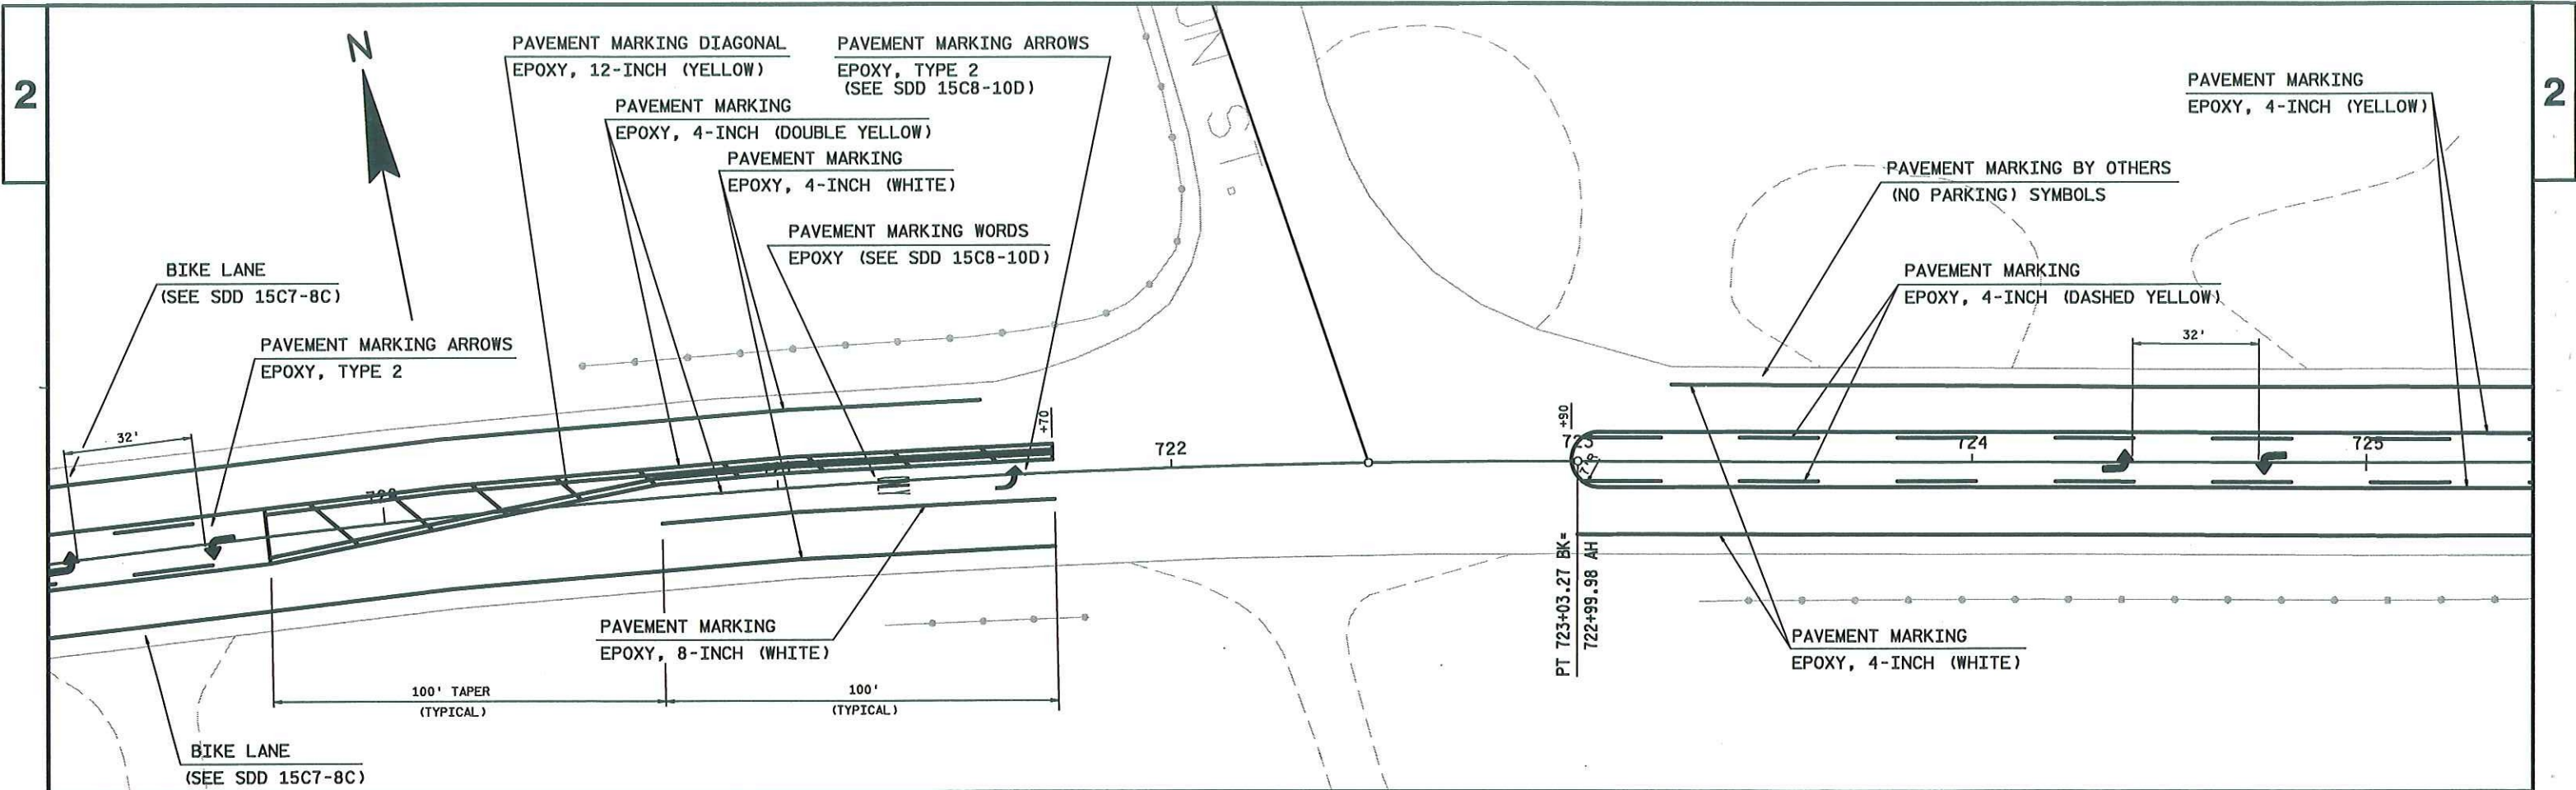 2
N
PAVEMENT MARKING DIAGONAL
EPOXY, 12-INCH (YELLOW)
PAVEMENT MARKING ARROWS
EPOXY, TYPE 2
(SEE SDD 15C8-10D)
PAVEMENT MARKING
EPOXY, 4-INCH (DOUBLE YELLOW)
PAVEMENT MARKING
EPOXY, 4-INCH (WHITE)
PAVEMENT MARKING WORDS
EPOXY (SEE SDD 15C8-10D)
BIKE LANE
(SEE SDD 15C7-8C)
PAVEMENT MARKING ARROWS
EPOXY, TYPE 2
ST.
PAVEMENT MARKING
EPOXY, 4-INCH (YELLOW)
2
PAVEMENT MARKING BY OTHERS
(NO PARKING) SYMBOLS
PAVEMENT MARKING
EPOXY, 4-INCH (DASHED YELLOW)
32'
32'
+70
722
+90
723
724
725
PT 723+03.27 BK=
722+99.98 AH
PAVEMENT MARKING
EPOXY, 8-INCH (WHITE)
PAVEMENT MARKING
EPOXY, 4-INCH (WHITE)
100' TAPER
(TYPICAL)
100'
(TYPICAL)
BIKE LANE
(SEE SDD 15C7-8C)